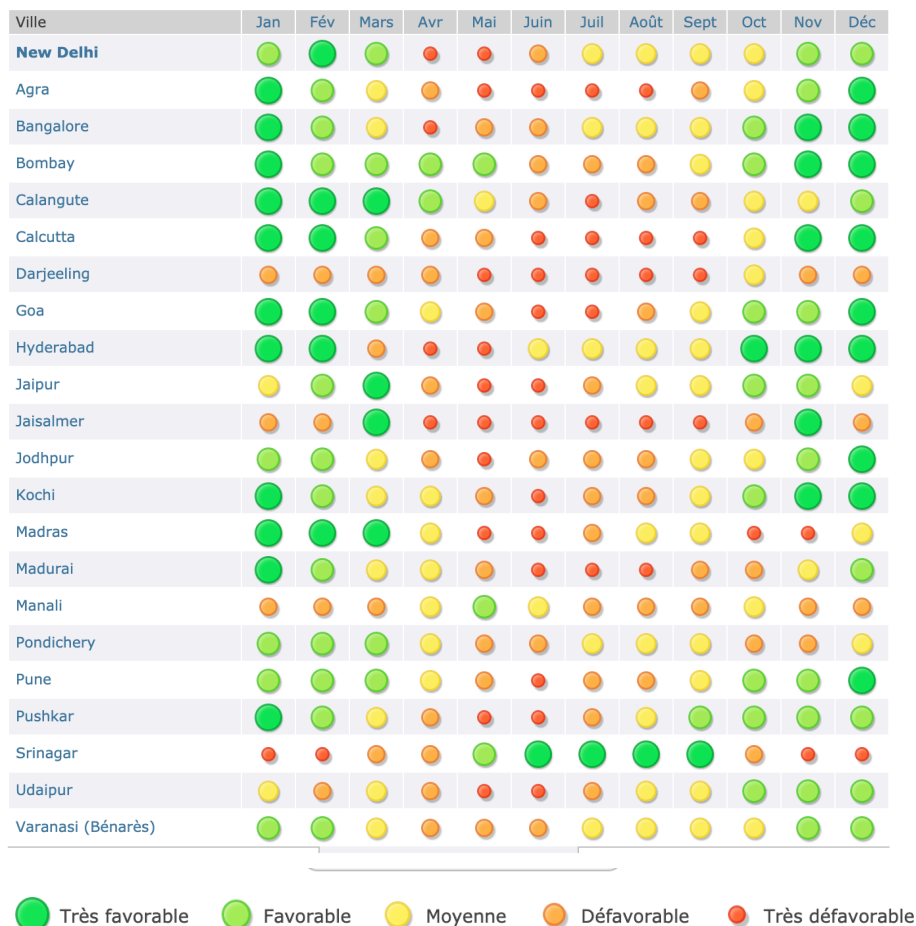 Ville Jan Fév Mars Avr Mai Juin Juil Août Sept Oct Nov Déc
New Delhi
Agra
Bangalore
Bombay
Calangute
Calcutta
Darjeeling
Goa
Hyderabad
Jaipur
Jaisalmer
Jodhpur
Kochi
Madras
Madurai
Manali
Pondichery
Pune
Pushkar
Srinagar
Udaipur
Varanasi (Bénarès)
Très favorable Favorable Moyenne Défavorable Très défavorable